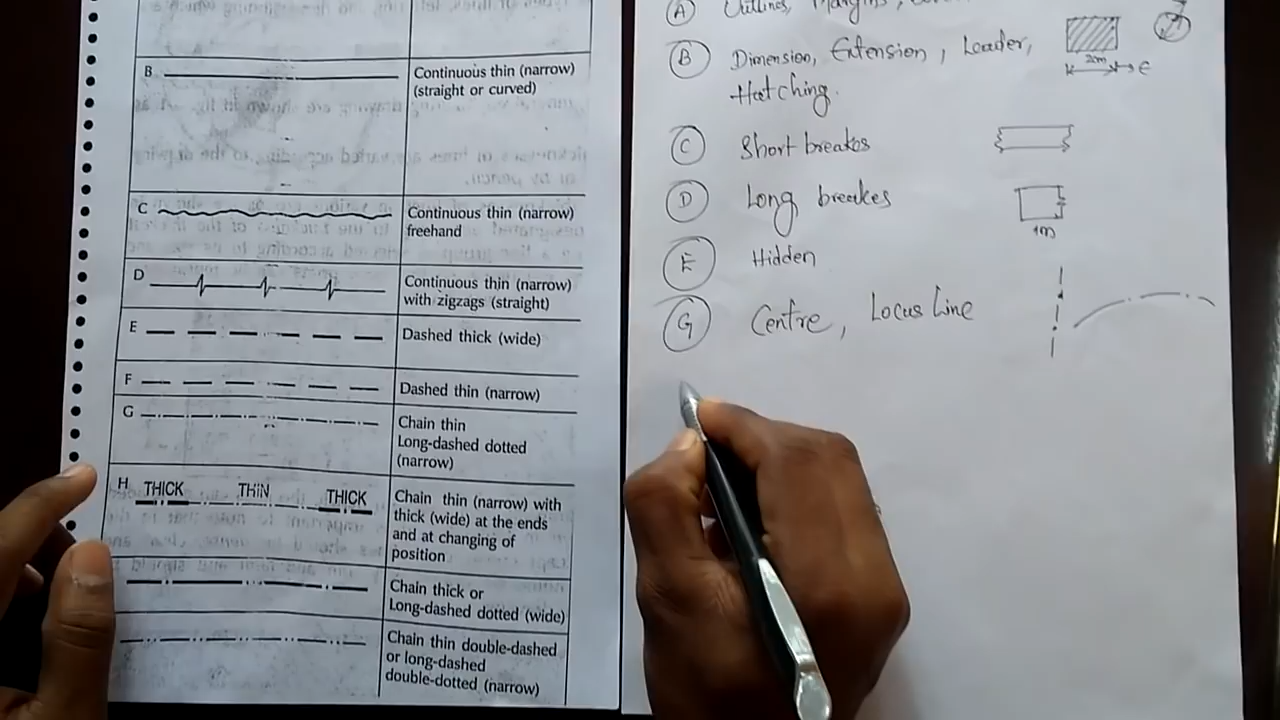 B
Continuous thin (narrow)
(straight or curved)
C
Continuous thin (narrow)
freehand
D
Continuous thin (narrow)
with zigzags (straight)
E
Dashed thick (wide)
F
Dashed thin (narrow)
G
Chain thin
Long-dashed dotted
(narrow)
H THICK THIN THICK
Chain thin (narrow) with
thick (wide) at the ends
and at changing of
position
Chain thick or
Long-dashed dotted (wide)
Chain thin double-dashed
or long-dashed
double-dotted (narrow)
A Outlines, Margins,
B Dimension, Extension, Leader,
Hatching.
2cm
C Short breakes
D Long breakes
1m
E Hidden
G Centre, Locus Line